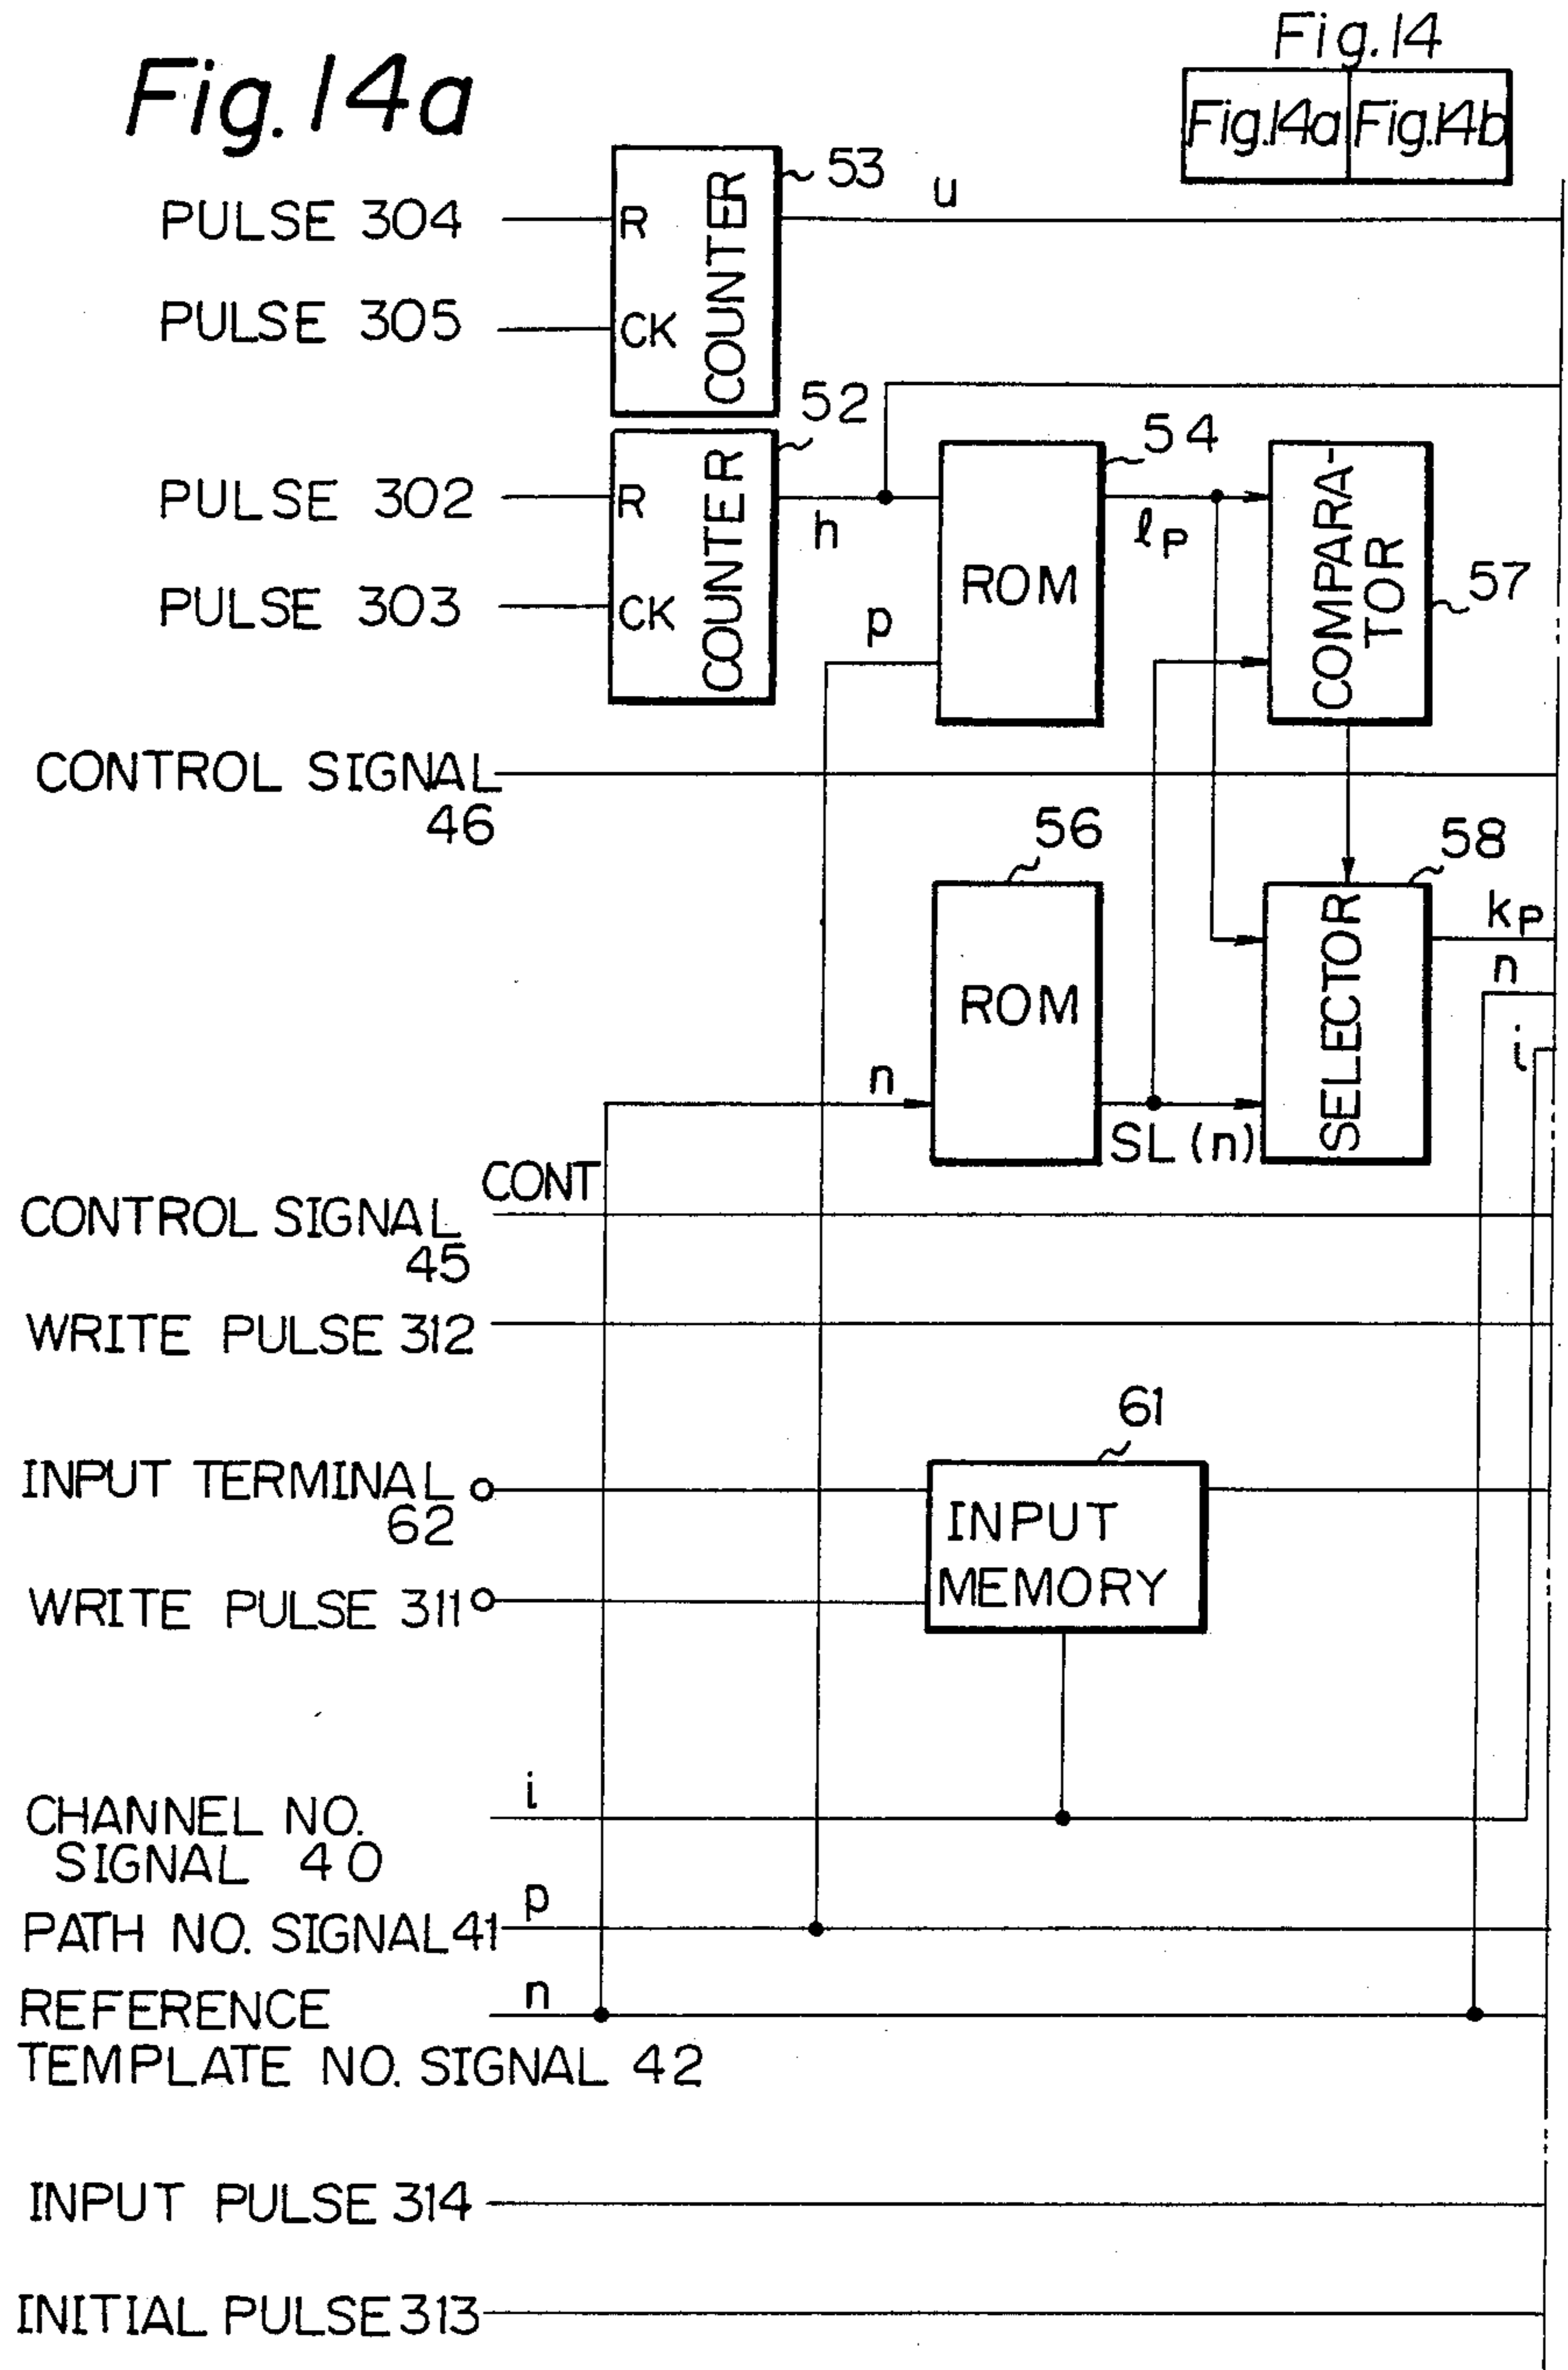 Fig. 14a
Fig. 14
Fig. 14a Fig. 14b
53
u
PULSE 304
R
COUNTER
PULSE 305
CK
52
54
PULSE 302
R
COUNTER
h
ROM
ℓp
COMPARA-
TOR
57
PULSE 303
CK
p
CONTROL SIGNAL
46
56
58
ROM
SELECTOR
kp
n
i
n
SL (n)
CONT
CONTROL SIGNAL
45
WRITE PULSE 312
61
INPUT TERMINAL
62
INPUT
MEMORY
WRITE PULSE 311
i
CHANNEL NO.
SIGNAL 40
p
PATH NO. SIGNAL 41
n
REFERENCE
TEMPLATE NO. SIGNAL 42
INPUT PULSE 314
INITIAL PULSE 313